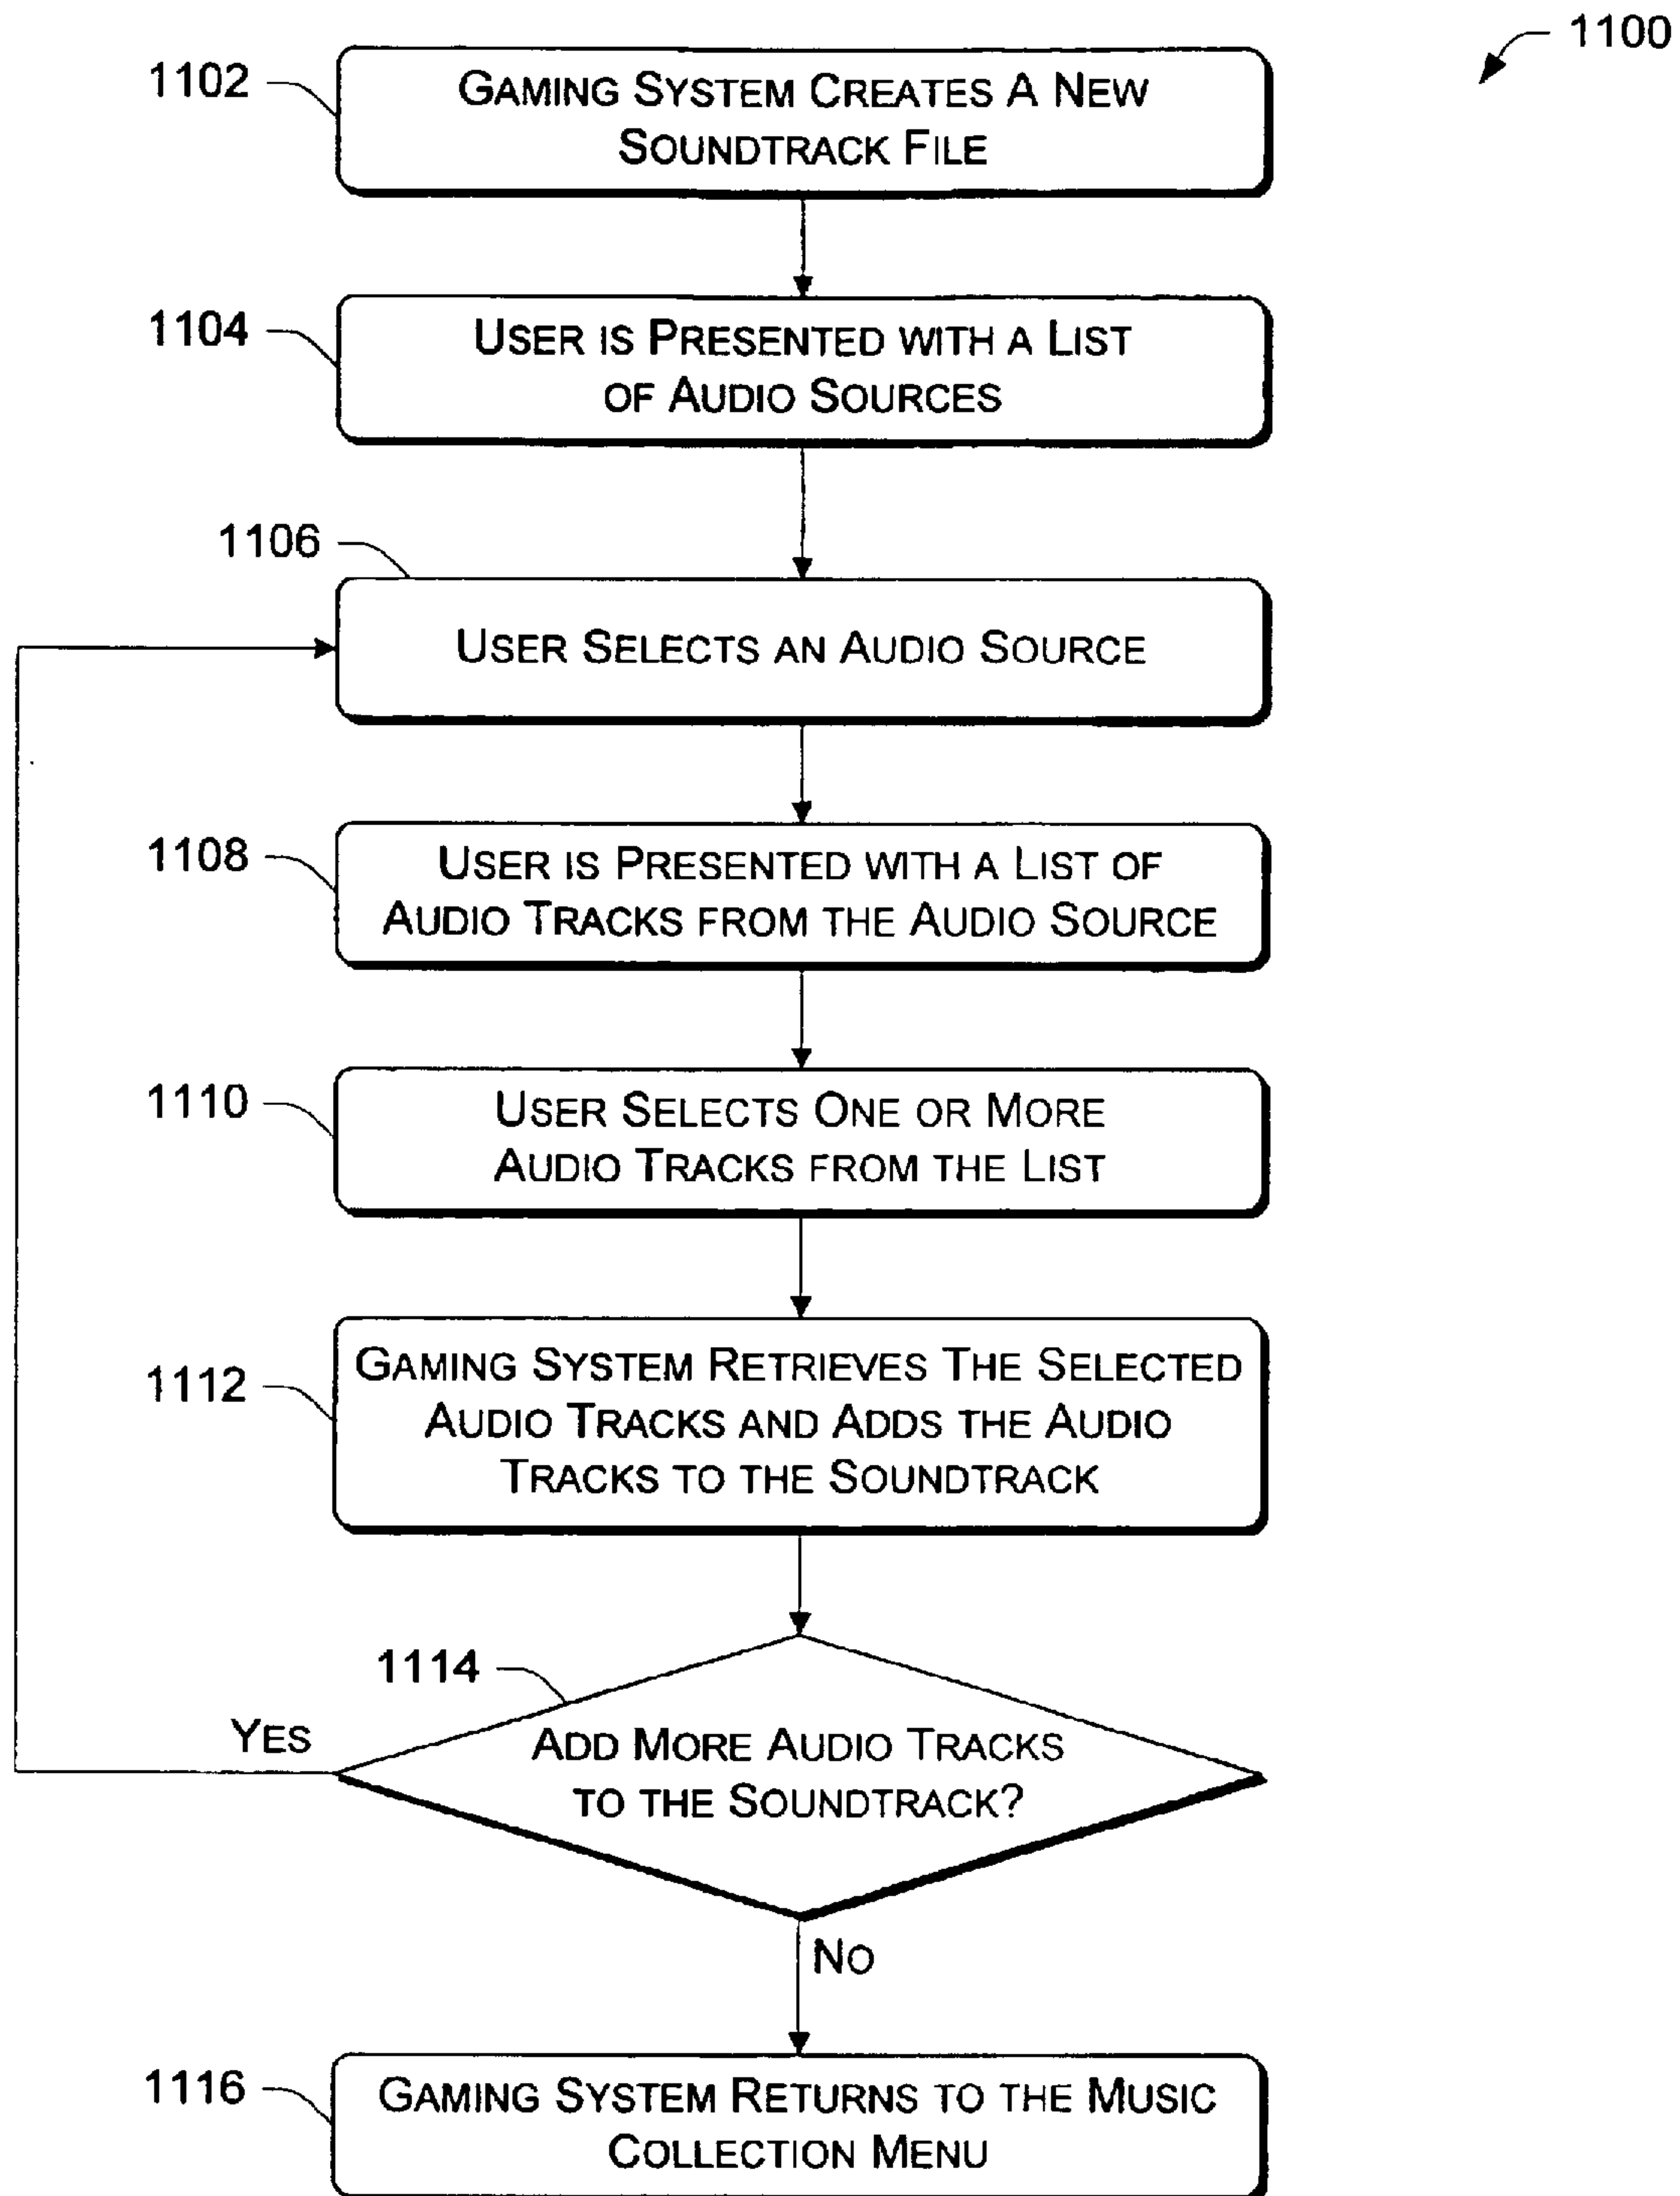 1100
1102
GAMING SYSTEM CREATES A NEW
SOUNDTRACK FILE
1104
USER IS PRESENTED WITH A LIST
OF AUDIO SOURCES
1106
USER SELECTS AN AUDIO SOURCE
1108
USER IS PRESENTED WITH A LIST OF
AUDIO TRACKS FROM THE AUDIO SOURCE
1110
USER SELECTS ONE OR MORE
AUDIO TRACKS FROM THE LIST
1112
GAMING SYSTEM RETRIEVES THE SELECTED
AUDIO TRACKS AND ADDS THE AUDIO
TRACKS TO THE SOUNDTRACK
1114
YES
ADD MORE AUDIO TRACKS
TO THE SOUNDTRACK?
NO
1116
GAMING SYSTEM RETURNS TO THE MUSIC
COLLECTION MENU